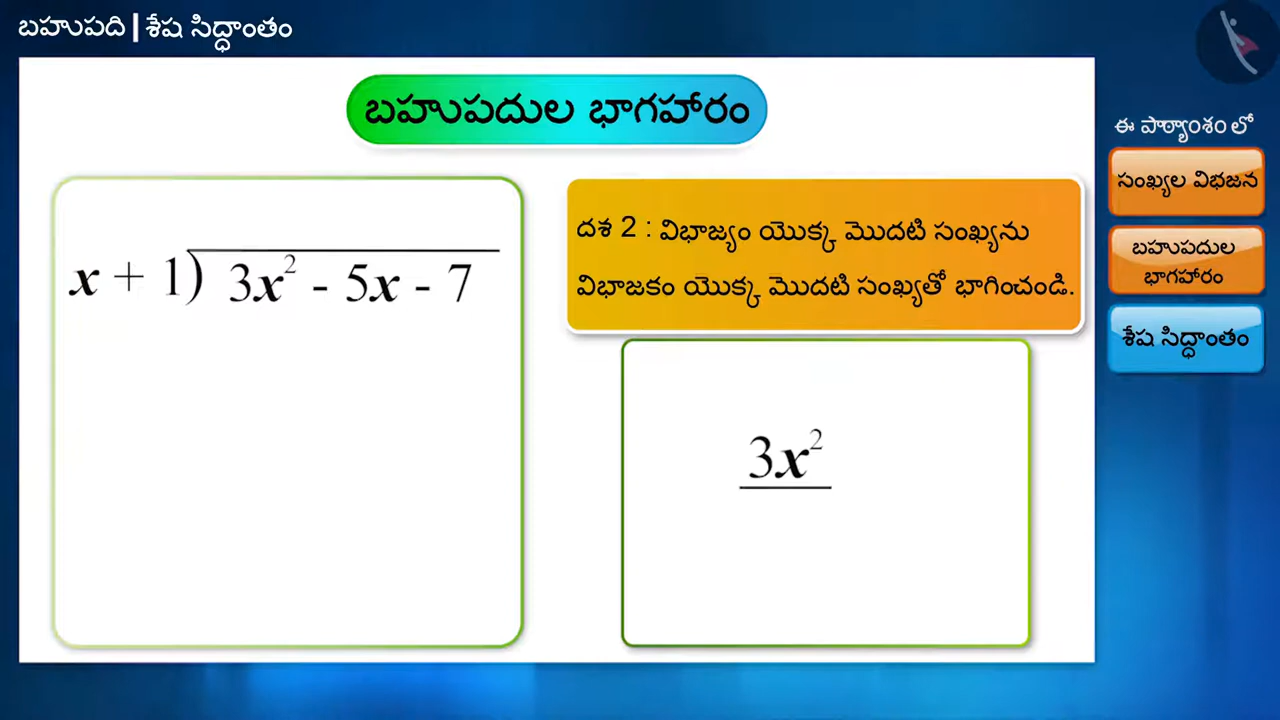 బహుపది | శేష సిద్ధాంతం
బహుపదుల భాగహారం
x + 1) 3x² - 5x - 7
దశ 2 : విభాజ్యం యొక్క మొదటి సంఖ్యను
విభాజకం యొక్క మొదటి సంఖ్యతో భాగించండి.
3x²
ఈ పాఠ్యాంశం లో
సంఖ్యల విభజన
బహుపదుల
భాగహారం
శేష సిద్ధాంతం